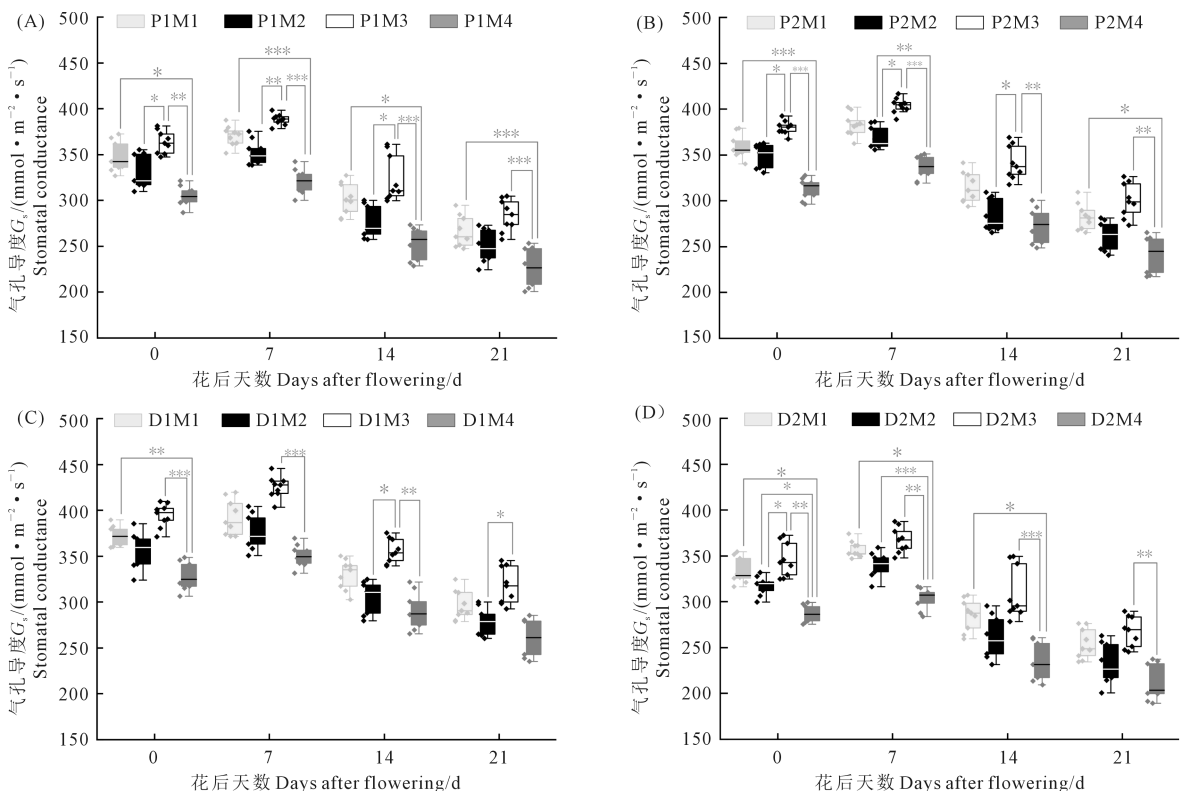 (A) P1M1 P1M2 P1M3 P1M4
500
450
400
350
300
250
200
150
气孔导度Gs/(mmol·m⁻²·s⁻¹)
Stomatal conductance
* * ** *** ** *** * * *** *** ***
0 7 14 21
花后天数 Days after flowering/d
(B) P2M1 P2M2 P2M3 P2M4
500
450
400
350
300
250
200
150
气孔导度Gs/(mmol·m⁻²·s⁻¹)
Stomatal conductance
*** * *** ** * *** * ** * **
0 7 14 21
花后天数 Days after flowering/d
(C) D1M1 D1M2 D1M3 D1M4
500
450
400
350
300
250
200
150
气孔导度Gs/(mmol·m⁻²·s⁻¹)
Stomatal conductance
** *** *** * ** *
0 7 14 21
花后天数 Days after flowering/d
(D) D2M1 D2M2 D2M3 D2M4
500
450
400
350
300
250
200
150
气孔导度Gs/(mmol·m⁻²·s⁻¹)
Stomatal conductance
* * * ** * *** ** * *** **
0 7 14 21
花后天数 Days after flowering/d